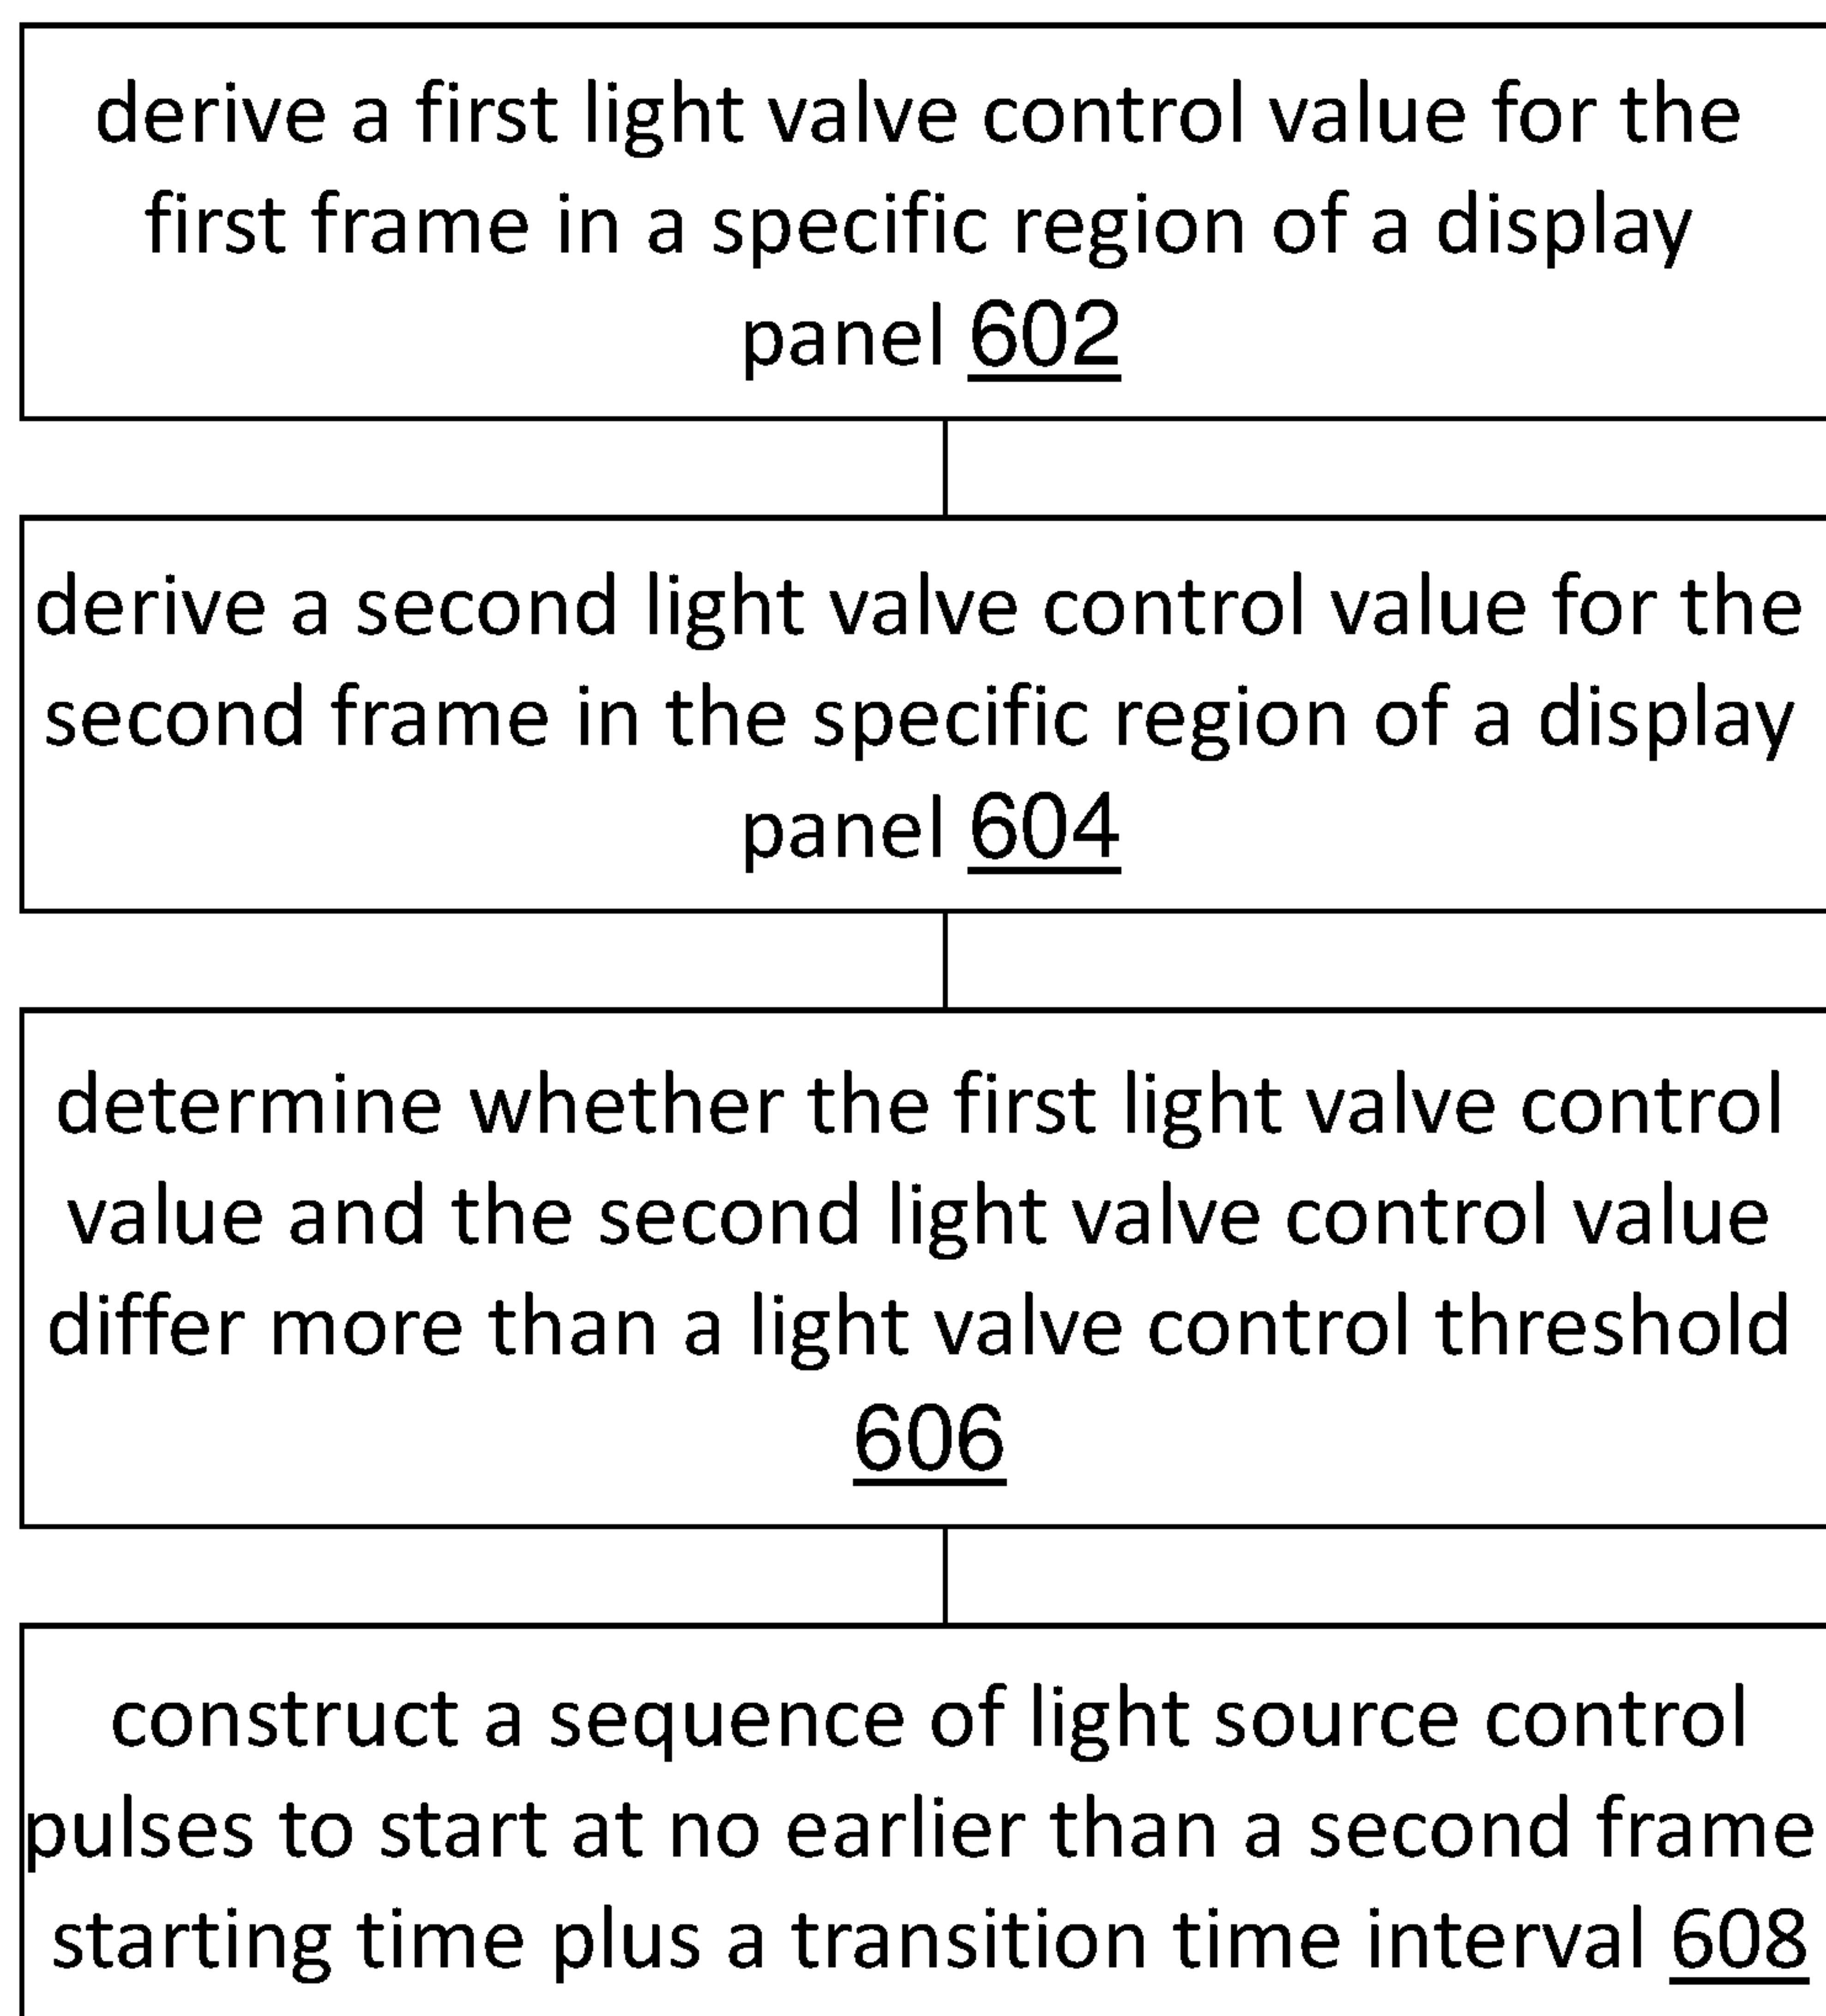 derive a first light valve control value for the
first frame in a specific region of a display
panel 602
derive a second light valve control value for the
second frame in the specific region of a display
panel 604
determine whether the first light valve control
value and the second light valve control value
differ more than a light valve control threshold
606
construct a sequence of light source control
pulses to start at no earlier than a second frame
starting time plus a transition time interval 608